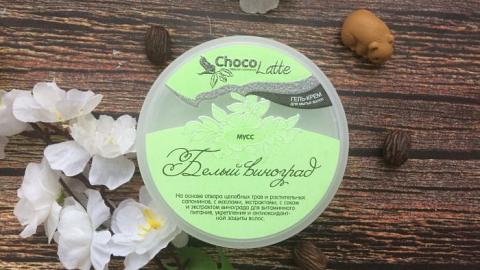 Choco
Latte
ГЕЛЬ-КРЕМ
ДЛЯ МЫТЬЯ ВОЛОС
МУСС
Белый виноград
На основе отвара целебных трав и растительных
сапонинов, с маслами, экстрактами, с соком
и экстрактом винограда для витаминного
питания, укрепления и антиоксидант-
ной защиты волос.